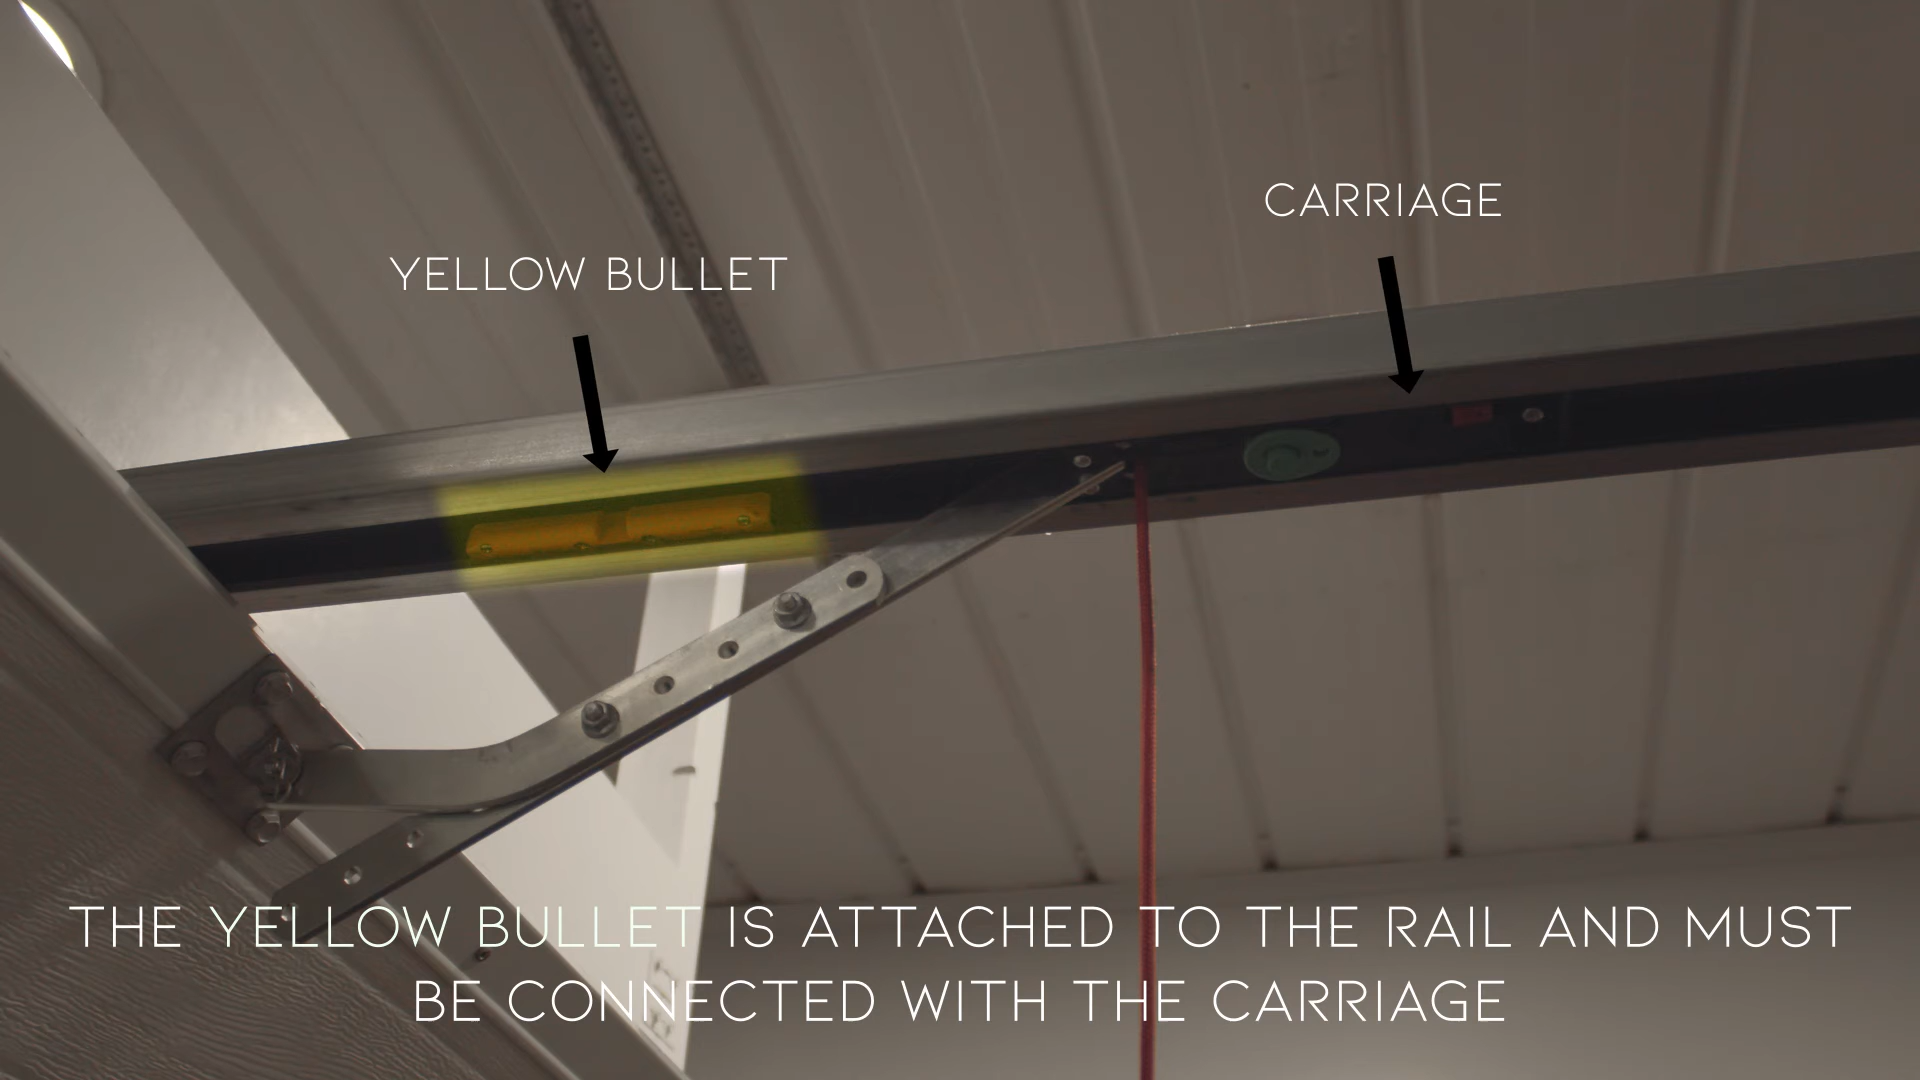 CARRIAGE
YELLOW BULLET
THE YELLOW BULLET IS ATTACHED TO THE RAIL AND MUST
BE CONNECTED WITH THE CARRIAGE